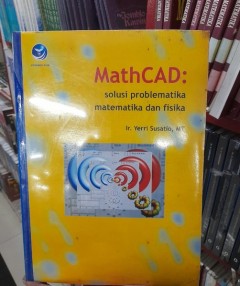 MathCAD:
solusi problematika
matematika dan fisika
Ir. Yerri Susatio, MT